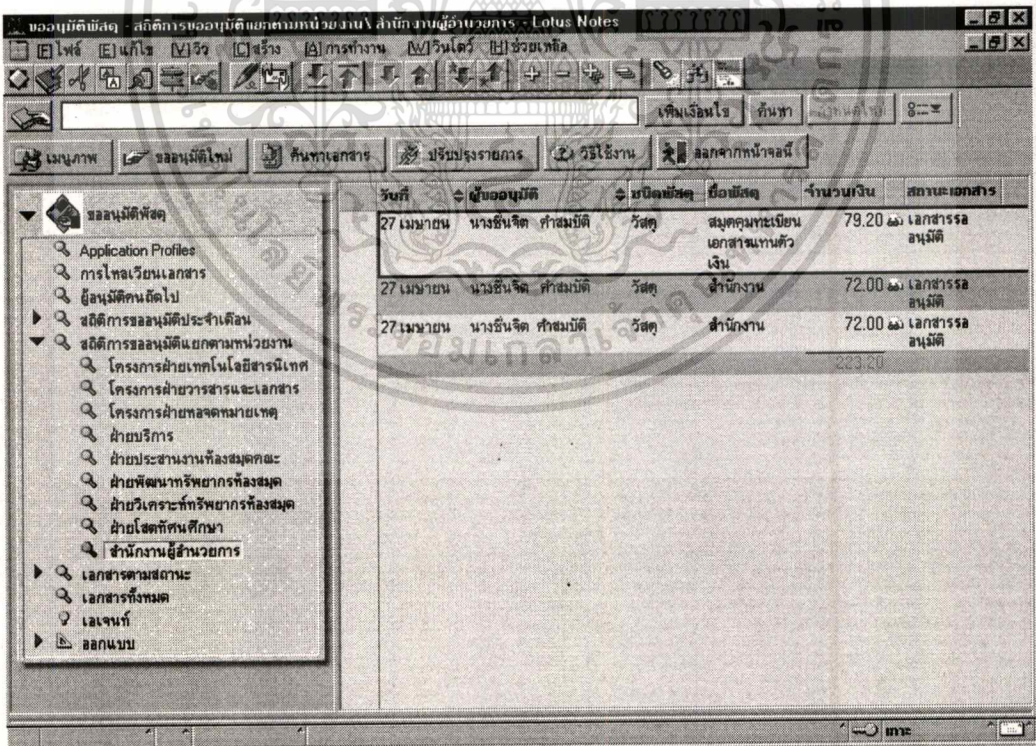 ขออนุมัติพัสดุ - สถิติการขออนุมัติแยกตามหน่วยงาน\ สำนักงานผู้อำนวยการ - Lotus Notes
[F]ไฟล์ [E]แก้ไข [V]วิว [C]สร้าง [A]การทำงาน [W]วินโดว์ [H]ช่วยเหลือ
เพิ่มเงื่อนไข ค้นหา
เมนูภาพ ขออนุมัติใหม่ ค้นหาเอกสาร ปรับปรุงรายการ วิธีใช้งาน ออกจากหน้าจอนี้
ขออนุมัติพัสดุ
Application Profiles
การไหลเวียนเอกสาร
ผู้อนุมัติคนถัดไป
สถิติการขออนุมัติประจำเดือน
สถิติการขออนุมัติแยกตามหน่วยงาน
โครงการฝ่ายเทคโนโลยีสารนิเทศ
โครงการฝ่ายวารสารและเอกสาร
โครงการฝ่ายหอจดหมายเหตุ
ฝ่ายบริการ
ฝ่ายประสานงานห้องสมุดคณะ
ฝ่ายพัฒนาทรัพยากรห้องสมุด
ฝ่ายวิเคราะห์ทรัพยากรห้องสมุด
ฝ่ายโสตทัศนศึกษา
สำนักงานผู้อำนวยการ
เอกสารตามสถานะ
เอกสารทั้งหมด
เอเจนท์
ออกแบบ
วันที่ ผู้ขออนุมัติ ชนิดพัสดุ ชื่อพัสดุ จำนวนเงิน สถานะเอกสาร
27 เมษายน นางชื่นจิต คำสมบัติ วัสดุ สมุดคุมทะเบียน 79.20 เอกสารรอ
เอกสารแทนตัว อนุมัติ
เงิน
27 เมษายน นางชื่นจิต คำสมบัติ วัสดุ สำนักงาน 72.00 เอกสารรอ
อนุมัติ
27 เมษายน นางชื่นจิต คำสมบัติ วัสดุ สำนักงาน 72.00 เอกสารรอ
อนุมัติ
223.20
เกาะ